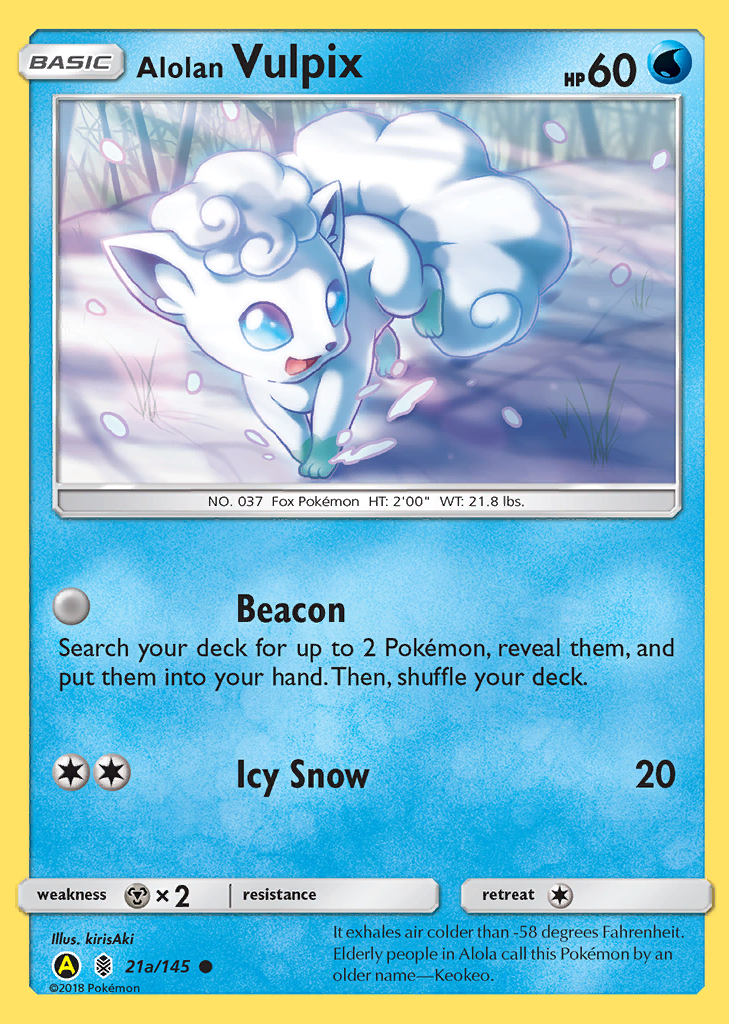 BASIC Alolan Vulpix HP60
NO. 037 Fox Pokémon HT: 2'00" WT: 21.8 lbs.
Beacon
Search your deck for up to 2 Pokémon, reveal them, and
put them into your hand. Then, shuffle your deck.
Icy Snow 20
weakness ×2 resistance retreat
Illus. kirisAki
A 21a/145
©2018 Pokémon
It exhales air colder than -58 degrees Fahrenheit.
Elderly people in Alola call this Pokémon by an
older name—Keokeo.